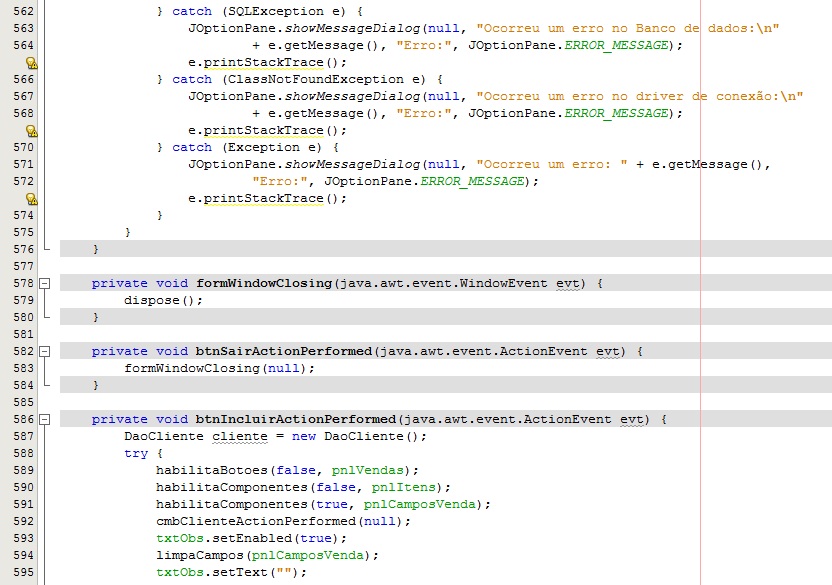 562             } catch (SQLException e) {
563                 JOptionPane.showMessageDialog(null, "Ocorreu um erro no Banco de dados:\n"
564                         + e.getMessage(), "Erro:", JOptionPane.ERROR_MESSAGE);
                e.printStackTrace();
566             } catch (ClassNotFoundException e) {
567                 JOptionPane.showMessageDialog(null, "Ocorreu um erro no driver de conexão:\n"
568                         + e.getMessage(), "Erro:", JOptionPane.ERROR_MESSAGE);
                e.printStackTrace();
570             } catch (Exception e) {
571                 JOptionPane.showMessageDialog(null, "Ocorreu um erro: " + e.getMessage(),
572                         "Erro:", JOptionPane.ERROR_MESSAGE);
                e.printStackTrace();
574             }
575         }
576     }
577
578     private void formWindowClosing(java.awt.event.WindowEvent evt) {
579         dispose();
580     }
581
582     private void btnSairActionPerformed(java.awt.event.ActionEvent evt) {
583         formWindowClosing(null);
584     }
585
586     private void btnIncluirActionPerformed(java.awt.event.ActionEvent evt) {
587         DaoCliente cliente = new DaoCliente();
588         try {
589             habilitaBotoes(false, pnlVendas);
590             habilitaComponentes(false, pnlItens);
591             habilitaComponentes(true, pnlCamposVenda);
592             cmbClienteActionPerformed(null);
593             txtObs.setEnabled(true);
594             limpaCampos(pnlCamposVenda);
595             txtObs.setText("");